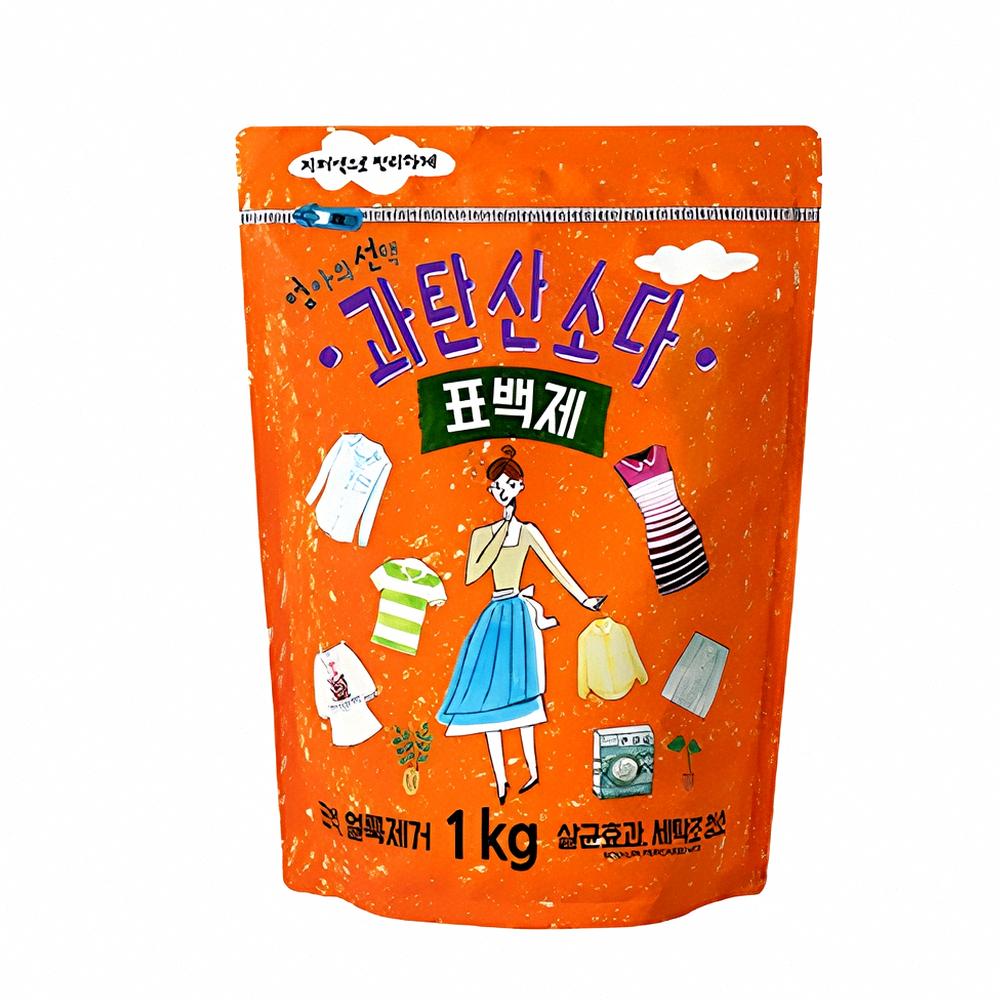 지퍼락으로 편리하게
엄마의 선택
과탄산소다
표백제
얼룩제거 1kg 살균효과. 세탁조 청소